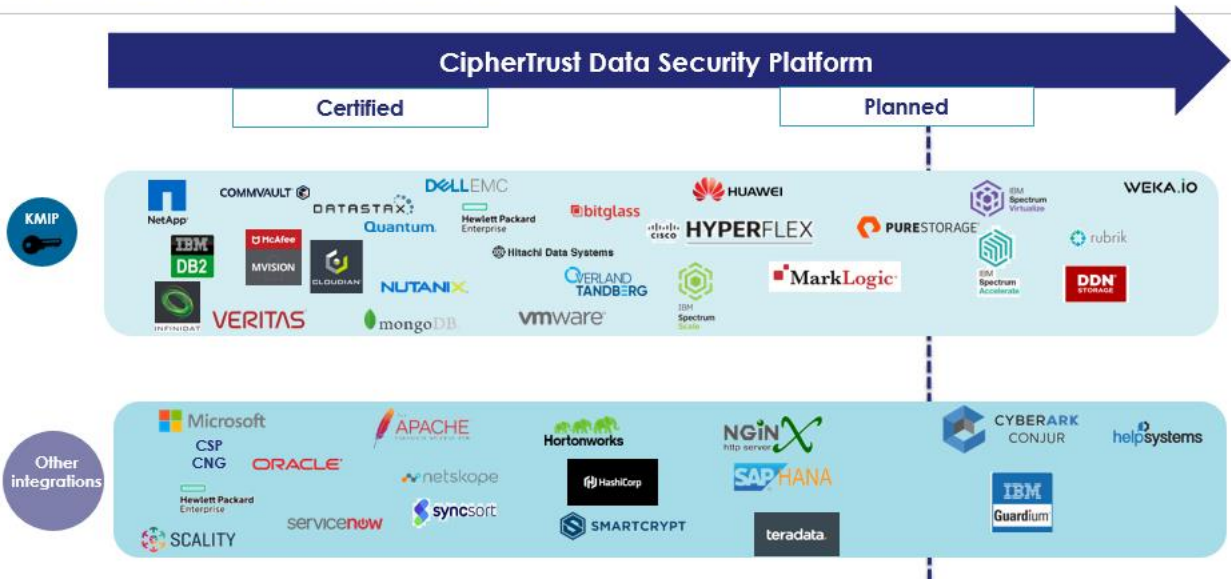 CipherTrust Data Security Platform
Certified
Planned
KMIP
NetApp
COMMVAULT
DATASTAX
DELLEMC
Quantum
Hewlett Packard
Enterprise
bitglass
HUAWEI
CISCO HYPERFLEX
PURESTORAGE
IBM
Spectrum
Virtualize
WEKA.iO
IBM
DB2
McAfee
MVISION
CLOUDIAN
Hitachi Data Systems
NUTANIX
OVERLAND
TANDBERG
IBM
Spectrum
Scale
MarkLogic
IBM
Spectrum
Accelerate
rubrik
DDN
STORAGE
INFINIDAT
VERITAS
mongoDB
vmware
Other
integrations
Microsoft
CSP
CNG
ORACLE
Hewlett Packard
Enterprise
SCALITY
servicenow
APACHE
netskope
syncsort
Hortonworks
HashiCorp
SMARTCRYPT
NGiNX
http server
SAP HANA
teradata.
CYBERARK
CONJUR
helpsystems
IBM
Guardium